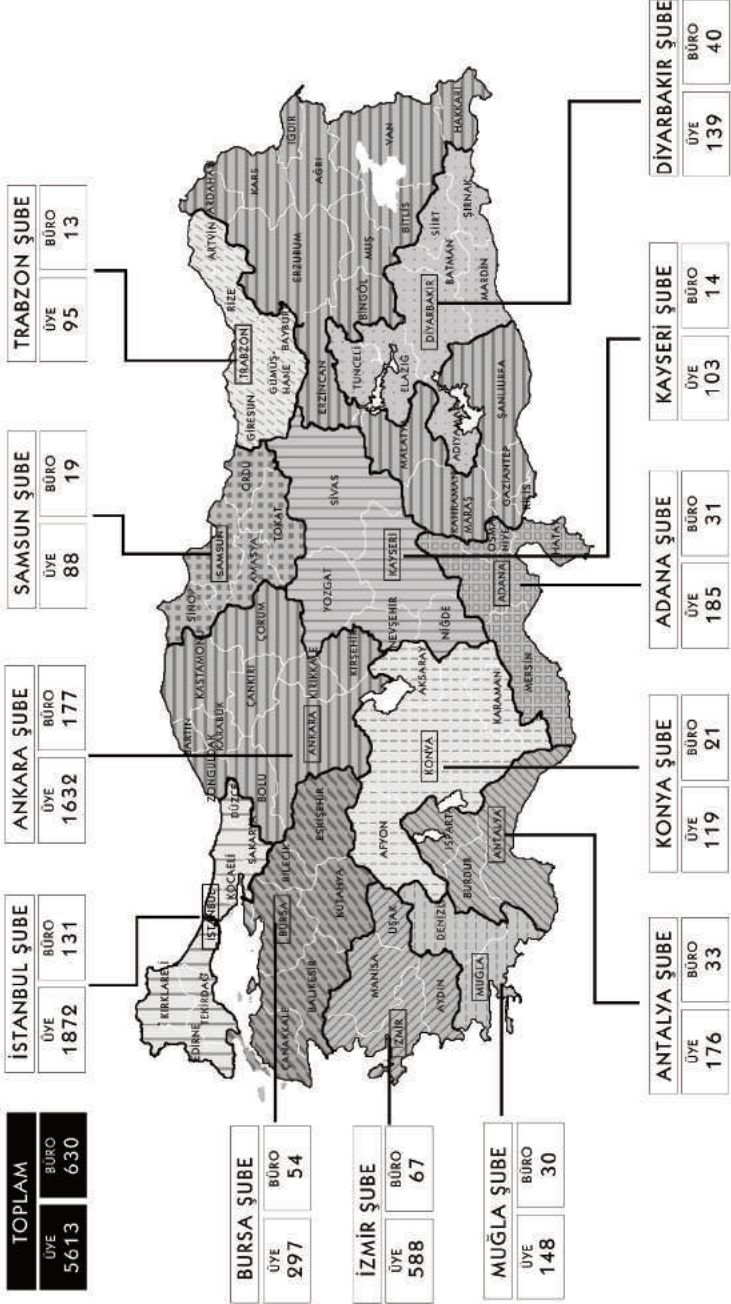 TOPLAM
ÜYE BÜRO
5613 630
İSTANBUL ŞUBE
ÜYE BÜRO
1872 131
ANKARA ŞUBE
ÜYE BÜRO
1632 177
SAMSUN ŞUBE
ÜYE BÜRO
88 19
TRABZON ŞUBE
ÜYE BÜRO
95 13
BURSA ŞUBE
ÜYE BÜRO
297 54
İZMİR ŞUBE
ÜYE BÜRO
588 67
MUĞLA ŞUBE
ÜYE BÜRO
148 30
KIRKLARELİ
EDİRNE
TEKİRDAĞ
İSTANBUL
KOCAELİ
SAKARYA
DÜZCE
ZONGULDAK
KARABÜK
KASTAMONU
BOLU
ÇANKIRI
ÇORUM
ANKARA
KIRIKKALE
KIRŞEHİR
SİNOP
SAMSUN
AMASYA
ORDU
TOKAT
GİRESUN
TRABZON
GÜMÜŞ-
HANE
BAYBURT
RİZE
ARTVİN
ARDAHAN
KARS
IĞDIR
AĞRI
ERZURUM
ERZİNCAN
MUŞ
BİNGÖL
BİTLİS
VAN
HAKKARİ
ÇANAKKALE
BALIKESİR
BURSA
BİLECİK
KÜTAHYA
ESKİŞEHİR
MANİSA
UŞAK
İZMİR
AYDIN
DENİZLİ
MUĞLA
AFYON
KONYA
AKSARAY
KARAMAN
BURDUR
ISPARTA
ANTALYA
YOZGAT
SİVAS
KAYSERİ
NEVŞEHİR
NİĞDE
MERSİN
ADANA
HATAY
KAHRAMAN
MARAŞ
MALATYA
ADIYAMAN
GAZİANTEP
KİLİS
ŞANLIURFA
TUNCELİ
ELAZIĞ
DİYARBAKIR
BATMAN
MARDİN
SİİRT
ŞIRNAK
ANTALYA ŞUBE
ÜYE BÜRO
176 33
KONYA ŞUBE
ÜYE BÜRO
119 21
ADANA ŞUBE
ÜYE BÜRO
185 31
KAYSERİ ŞUBE
ÜYE BÜRO
103 14
DİYARBAKIR ŞUBE
ÜYE BÜRO
139 40